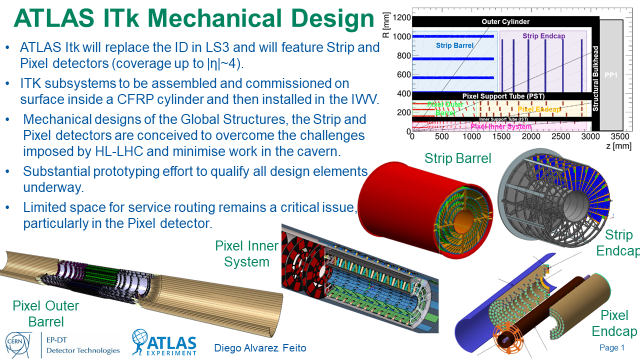 ATLAS ITk Mechanical Design
• ATLAS Itk will replace the ID in LS3 and will feature Strip and
Pixel detectors (coverage up to |η|~4).
• ITK subsystems to be assembled and commissioned on
surface inside a CFRP cylinder and then installed in the IWV.
• Mechanical designs of the Global Structures, the Strip and
Pixel detectors are conceived to overcome the challenges
imposed by HL-LHC and minimise work in the cavern.
• Substantial prototyping effort to qualify all design elements
underway.
• Limited space for service routing remains a critical issue,
particularly in the Pixel detector.
R [mm]
1200
1000
800
600
400
200
0
Outer Cylinder
Strip Barrel
Strip Endcap
Pixel Support Tube (PST)
Pixel Endcap
Inner Support Tube (IST)
Pixel Inner System
Structural Bulkhead
PP1
0 500 1000 1500 2000 2500 3000 3500
z [mm]
Strip Barrel
Strip
Endcap
Pixel Inner
System
Pixel Outer
Barrel
Pixel
Endcap
CERN
EP-DT
Detector Technologies
ATLAS
EXPERIMENT
Diego Alvarez Feito
Page 1